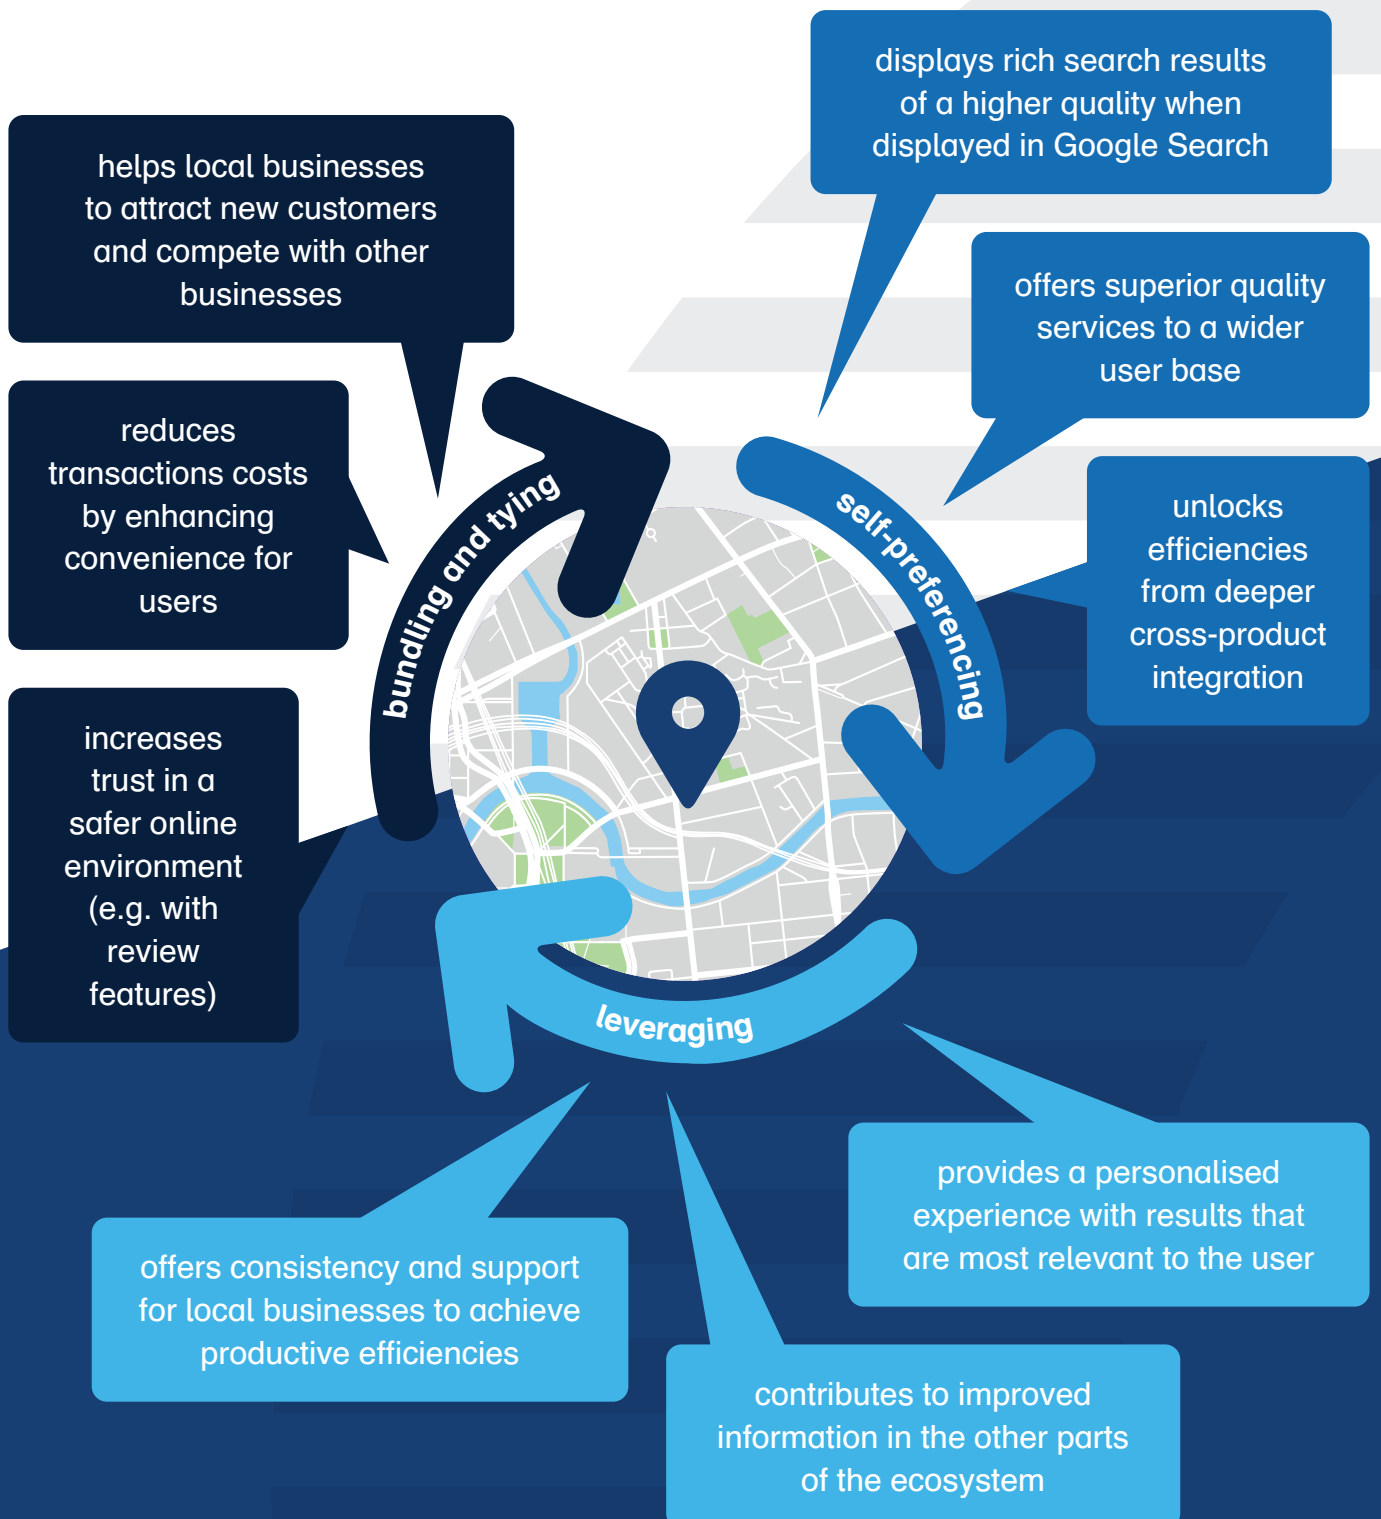 helps local businesses
to attract new customers
and compete with other
businesses
reduces
transactions costs
by enhancing
convenience for
users
increases
trust in a
safer online
environment
(e.g. with
review
features)
bundling and tying
displays rich search results
of a higher quality when
displayed in Google Search
offers superior quality
services to a wider
user base
unlocks
efficiencies
from deeper
cross-product
integration
self-preferencing
leveraging
provides a personalised
experience with results that
are most relevant to the user
offers consistency and support
for local businesses to achieve
productive efficiencies
contributes to improved
information in the other parts
of the ecosystem